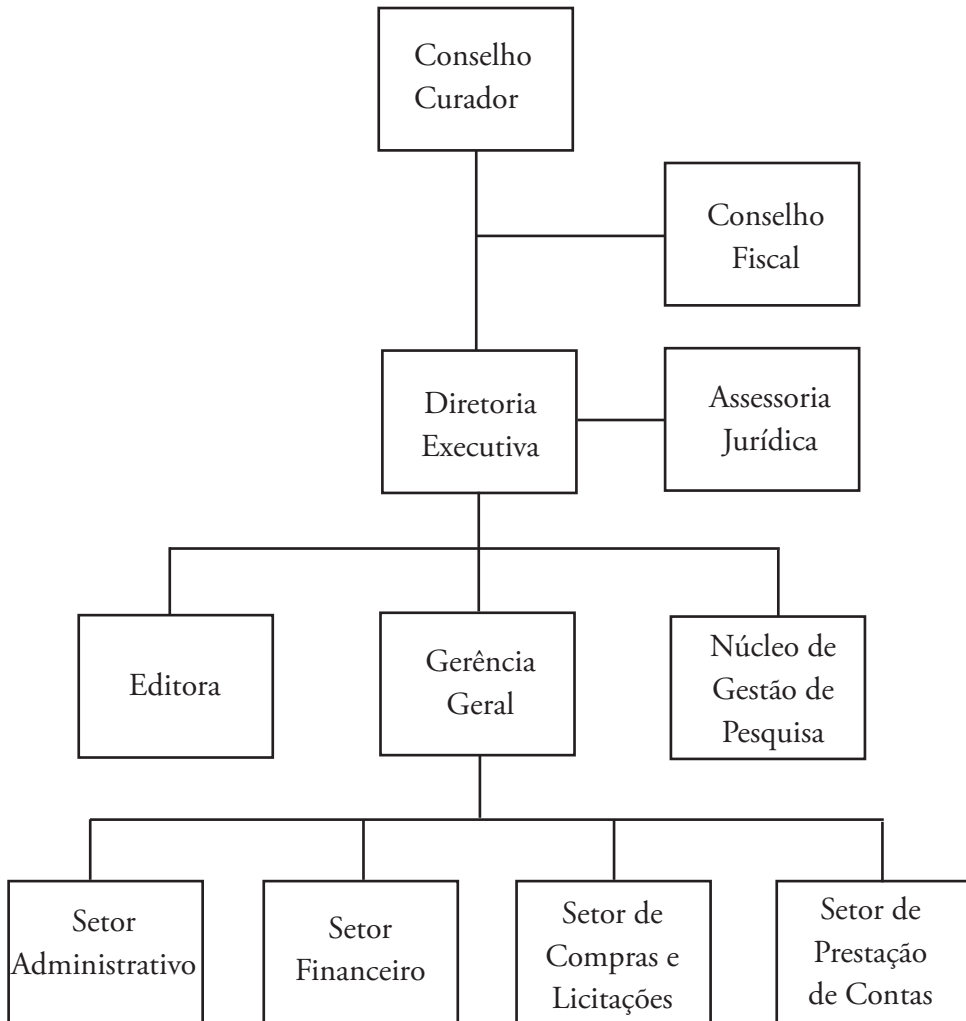 Conselho
Curador
Conselho
Fiscal
Diretoria
Executiva
Assessoria
Jurídica
Editora
Gerência
Geral
Núcleo de
Gestão de
Pesquisa
Setor
Administrativo
Setor
Financeiro
Setor de
Compras e
Licitações
Setor de
Prestação
de Contas